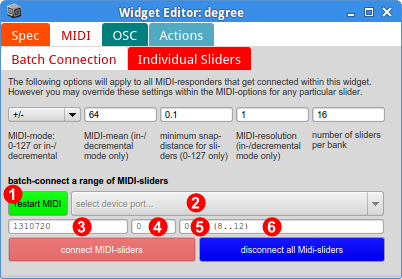 Widget Editor: degree
Spec MIDI OSC Actions
Batch Connection Individual Sliders
The following options will apply to all MIDI-responders that get connected within this widget.
However you may override these settings within the MIDI-options for any particular slider.
+/- 64 0.1 1 16
MIDI-mode: MIDI-mean (in-/ minimum snap- MIDI-resolution number of sliders
0-127 or in-/ decremental distance for sli- (in-/decremental per bank
decremental mode only) ders (0-127 only) mode only)
batch-connect a range of MIDI-sliders
1
restart MIDI select device port... 2
1310720 3 0 4 0 5 (8..12) 6
connect MIDI-sliders disconnect all Midi-sliders